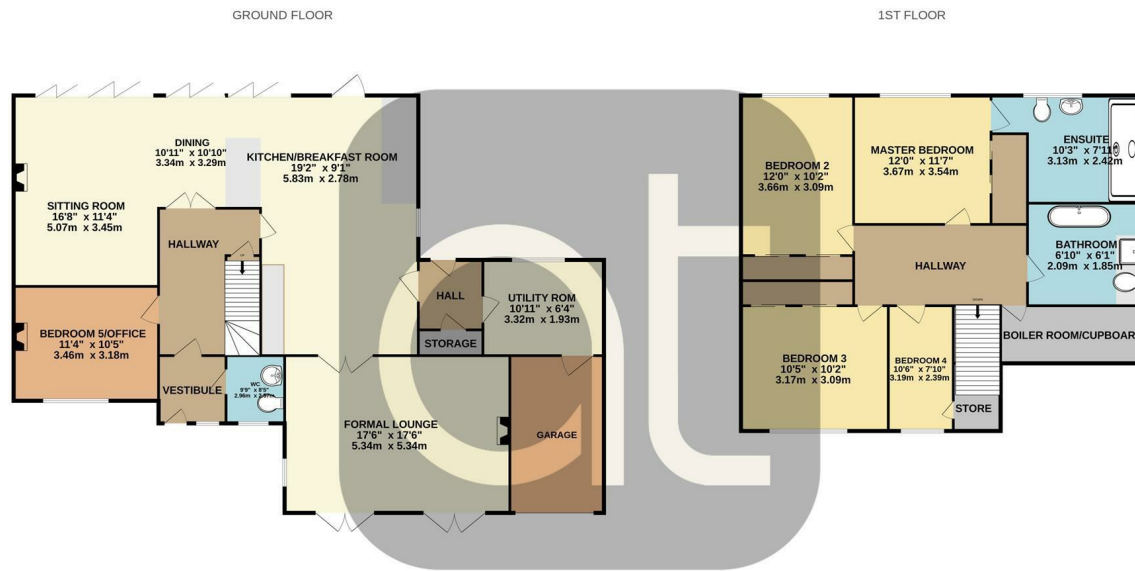 GROUND FLOOR
1ST FLOOR
DINING
10'11" x 10'10"
3.34m x 3.29m
KITCHEN/BREAKFAST ROOM
19'2" x 9'1"
5.83m x 2.78m
SITTING ROOM
16'8" x 11'4"
5.07m x 3.45m
HALLWAY
UP
HALL
UTILITY ROM
10'11" x 6'4"
3.32m x 1.93m
STORAGE
BEDROOM 5/OFFICE
11'4" x 10'5"
3.46m x 3.18m
VESTIBULE
WC
9'9" x 8'5"
FORMAL LOUNGE
17'6" x 17'6"
5.34m x 5.34m
GARAGE
BEDROOM 2
12'0" x 10'2"
3.66m x 3.09m
MASTER BEDROOM
12'0" x 11'7"
3.67m x 3.54m
ENSUITE
10'3" x 7'11"
3.13m x 2.42m
BATHROOM
6'10" x 6'1"
2.09m x 1.85m
HALLWAY
DOWN
BOILER ROOM/CUPBOAR
BEDROOM 3
10'5" x 10'2"
3.17m x 3.09m
BEDROOM 4
10'6" x 7'10"
3.19m x 2.39m
STORE
at